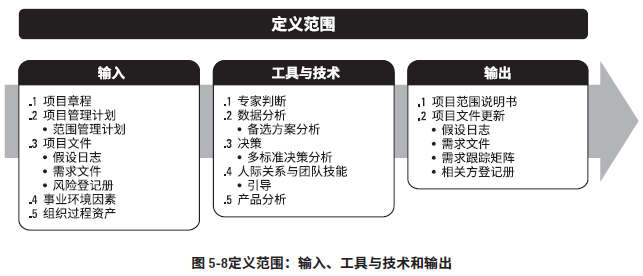 定义范围
输入
.1 项目章程
.2 项目管理计划
• 范围管理计划
.3 项目文件
• 假设日志
• 需求文件
• 风险登记册
.4 事业环境因素
.5 组织过程资产
工具与技术
.1 专家判断
.2 数据分析
• 备选方案分析
.3 决策
• 多标准决策分析
.4 人际关系与团队技能
• 引导
.5 产品分析
输出
.1 项目范围说明书
.2 项目文件更新
• 假设日志
• 需求文件
• 需求跟踪矩阵
• 相关方登记册
图 5-8定义范围：输入、工具与技术和输出